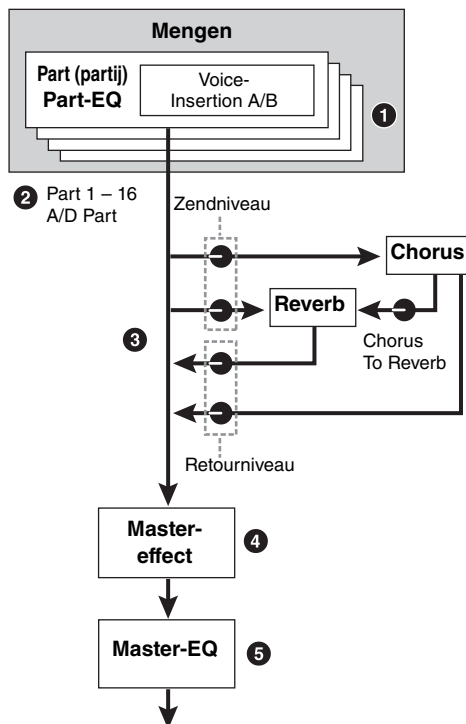 Mengen
Part (partij)
Part-EQ
Voice-
Insertion A/B
1
2 Part 1 – 16
A/D Part
Zendniveau
Chorus
Reverb
Chorus
To Reverb
3
Retourniveau
Master-
effect
4
Master-EQ
5